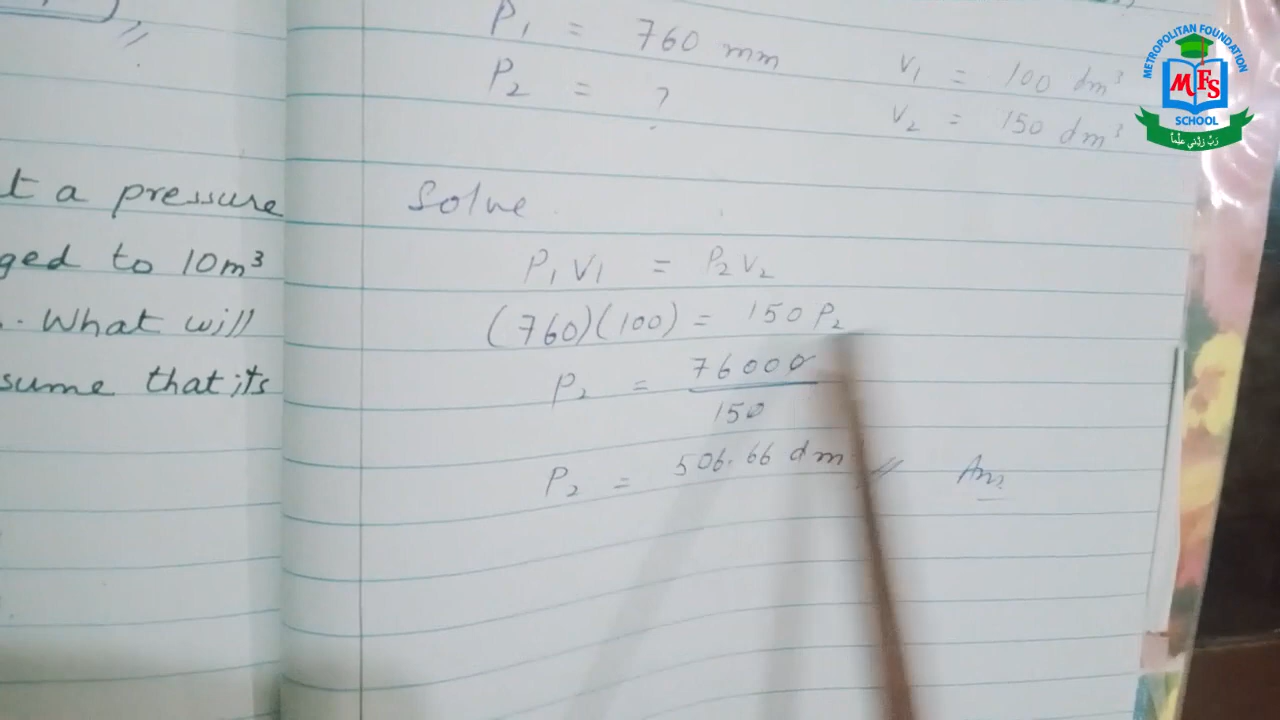 P₁ = 760 mm
P₂ = ?
V₁ = 100 dm³
V₂ = 150 dm³
t a pressure
ged to 10m³
. What will
sume that its
Solve
P₁V₁ = P₂V₂
(760)(100) = 150 P₂
P₂ = 76000
150
P₂ = 506.66 dm // Ans
METROPOLITAN FOUNDATION
MFS
SCHOOL
رَبِّ زِدْنِي عِلْماً